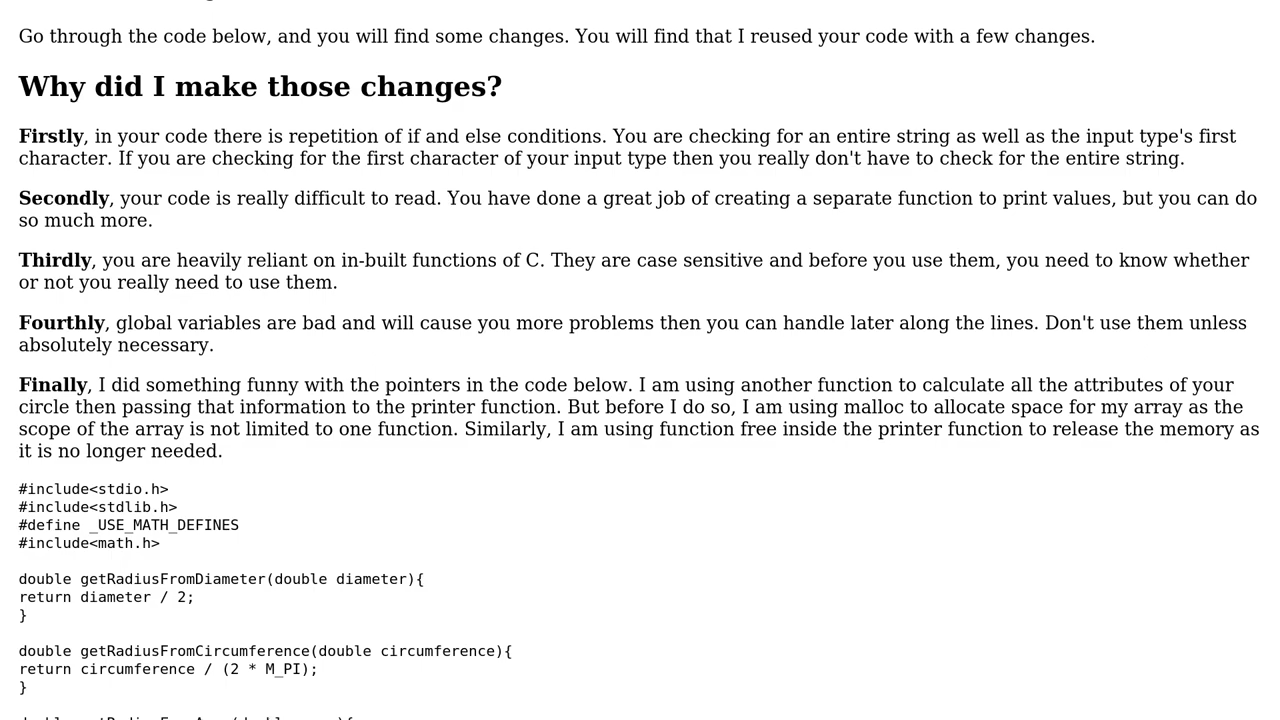 Go through the code below, and you will find some changes. You will find that I reused your code with a few changes.
Why did I make those changes?
Firstly, in your code there is repetition of if and else conditions. You are checking for an entire string as well as the input type's first
character. If you are checking for the first character of your input type then you really don't have to check for the entire string.
Secondly, your code is really difficult to read. You have done a great job of creating a separate function to print values, but you can do
so much more.
Thirdly, you are heavily reliant on in-built functions of C. They are case sensitive and before you use them, you need to know whether
or not you really need to use them.
Fourthly, global variables are bad and will cause you more problems then you can handle later along the lines. Don't use them unless
absolutely necessary.
Finally, I did something funny with the pointers in the code below. I am using another function to calculate all the attributes of your
circle then passing that information to the printer function. But before I do so, I am using malloc to allocate space for my array as the
scope of the array is not limited to one function. Similarly, I am using function free inside the printer function to release the memory as
it is no longer needed.
#include<stdio.h>
#include<stdlib.h>
#define _USE_MATH_DEFINES
#include<math.h>
double getRadiusFromDiameter(double diameter){
return diameter / 2;
}
double getRadiusFromCircumference(double circumference){
return circumference / (2 * M_PI);
}